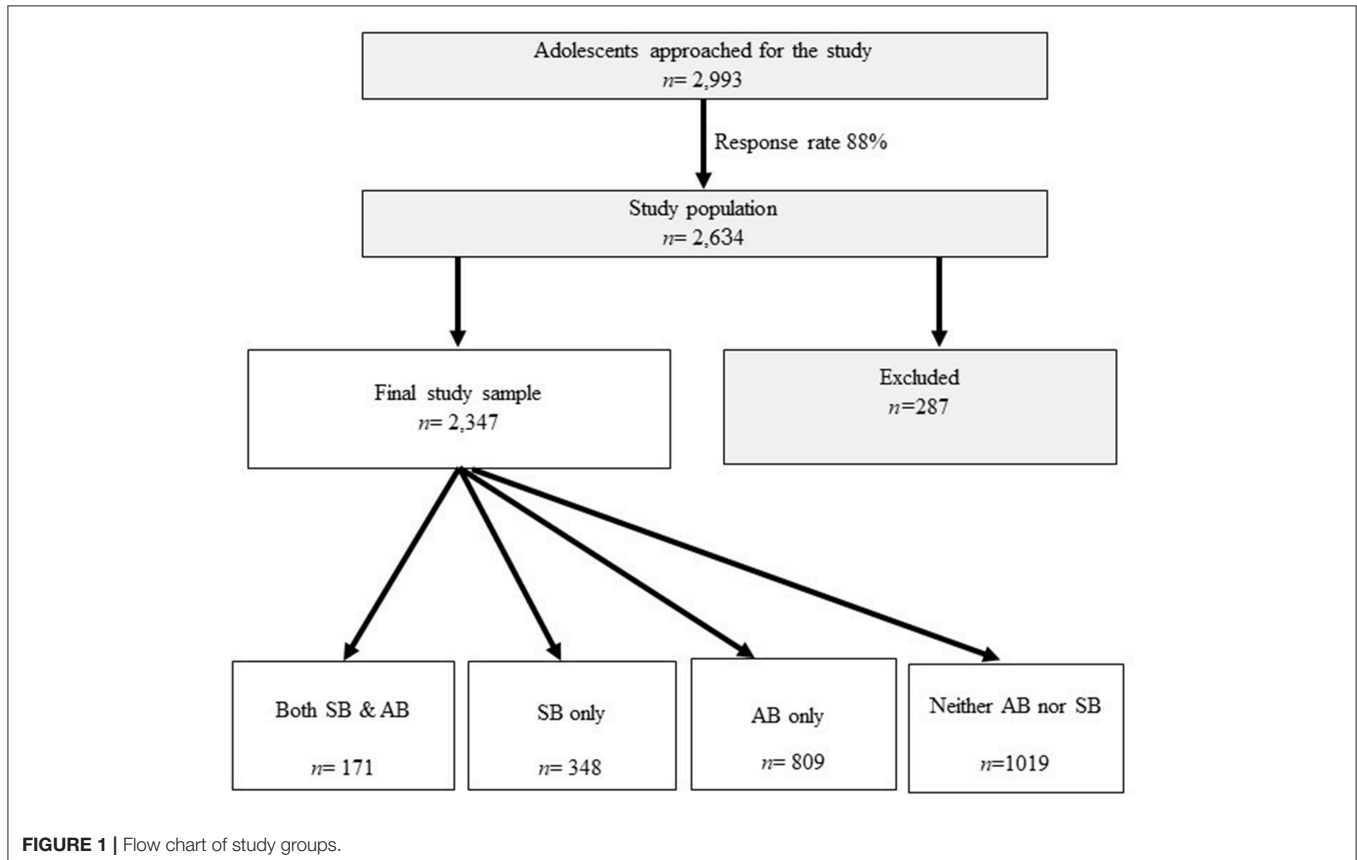 Adolescents approached for the study
n= 2,993
Response rate 88%
Study population
n= 2,634
Final study sample
n= 2,347
Excluded
n=287
Both SB & AB
n= 171
SB only
n= 348
AB only
n= 809
Neither AB nor SB
n=1019
FIGURE 1 | Flow chart of study groups.